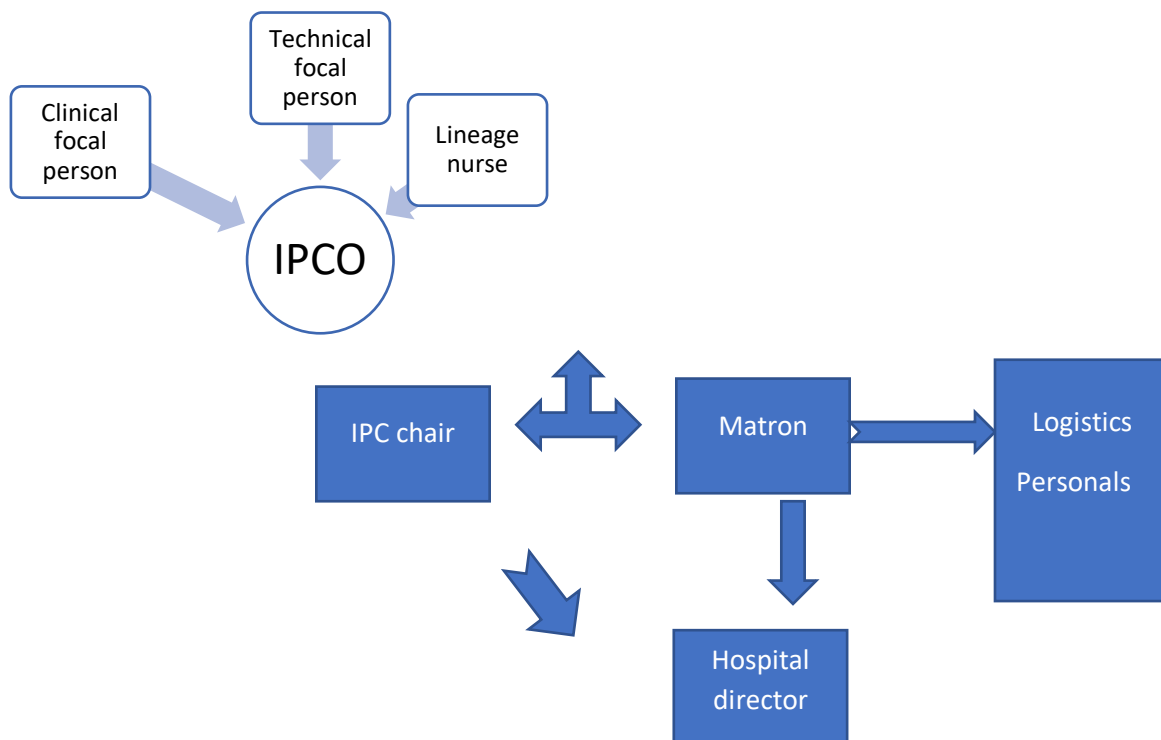 Technical
focal
person
Clinical
focal
person
Lineage
nurse
IPCO
IPC chair
Matron
Logistics
Personals
Hospital
director